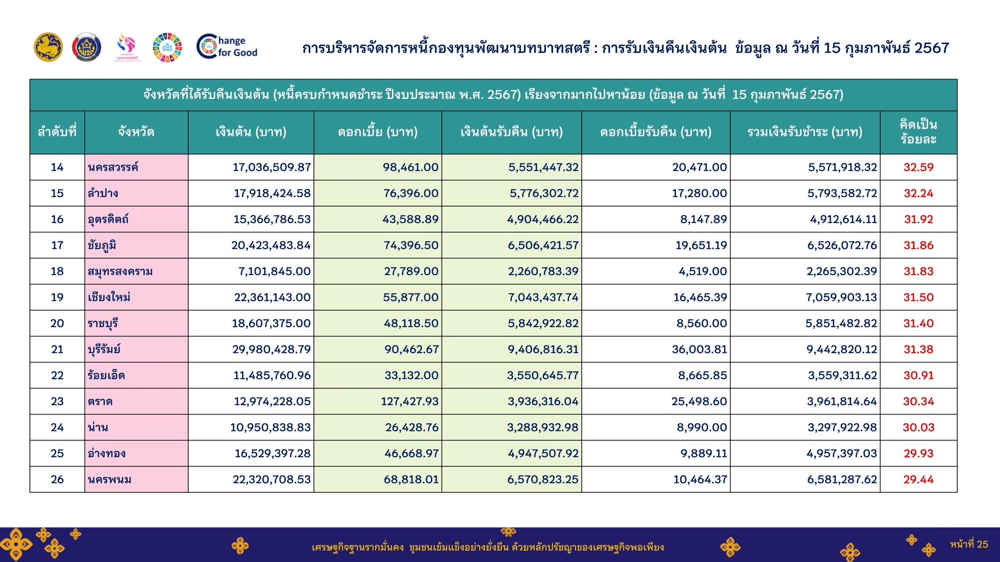 Change
for Good
การบริหารจัดการหนี้กองทุนพัฒนาบทบาทสตรี : การรับเงินคืนเงินต้น ข้อมูล ณ วันที่ 15 กุมภาพันธ์ 2567
จังหวัดที่ได้รับคืนเงินต้น (หนี้ครบกำหนดชำระ ปีงบประมาณ พ.ศ. 2567) เรียงจากมากไปหาน้อย (ข้อมูล ณ วันที่ 15 กุมภาพันธ์ 2567)
ลำดับที่ จังหวัด เงินต้น (บาท) ดอกเบี้ย (บาท) เงินต้นรับคืน (บาท) ดอกเบี้ยรับคืน (บาท) รวมเงินรับชำระ (บาท) คิดเป็น
ร้อยละ
14 นครสวรรค์ 17,036,509.87 98,461.00 5,551,447.32 20,471.00 5,571,918.32 32.59
15 ลำปาง 17,918,424.58 76,396.00 5,776,302.72 17,280.00 5,793,582.72 32.24
16 อุตรดิตถ์ 15,366,786.53 43,588.89 4,904,466.22 8,147.89 4,912,614.11 31.92
17 ชัยภูมิ 20,423,483.84 74,396.50 6,506,421.57 19,651.19 6,526,072.76 31.86
18 สมุทรสงคราม 7,101,845.00 27,789.00 2,260,783.39 4,519.00 2,265,302.39 31.83
19 เชียงใหม่ 22,361,143.00 55,877.00 7,043,437.74 16,465.39 7,059,903.13 31.50
20 ราชบุรี 18,607,375.00 48,118.50 5,842,922.82 8,560.00 5,851,482.82 31.40
21 บุรีรัมย์ 29,980,428.79 90,462.67 9,406,816.31 36,003.81 9,442,820.12 31.38
22 ร้อยเอ็ด 11,485,760.96 33,132.00 3,550,645.77 8,665.85 3,559,311.62 30.91
23 ตราด 12,974,228.05 127,427.93 3,936,316.04 25,498.60 3,961,814.64 30.34
24 น่าน 10,950,838.83 26,428.76 3,288,932.98 8,990.00 3,297,922.98 30.03
25 อ่างทอง 16,529,397.28 46,668.97 4,947,507.92 9,889.11 4,957,397.03 29.93
26 นครพนม 22,320,708.53 68,818.01 6,570,823.25 10,464.37 6,581,287.62 29.44
เศรษฐกิจฐานรากมั่นคง ชุมชนเข้มแข็งอย่างยั่งยืน ด้วยหลักปรัชญาของเศรษฐกิจพอเพียง
หน้าที่ 25